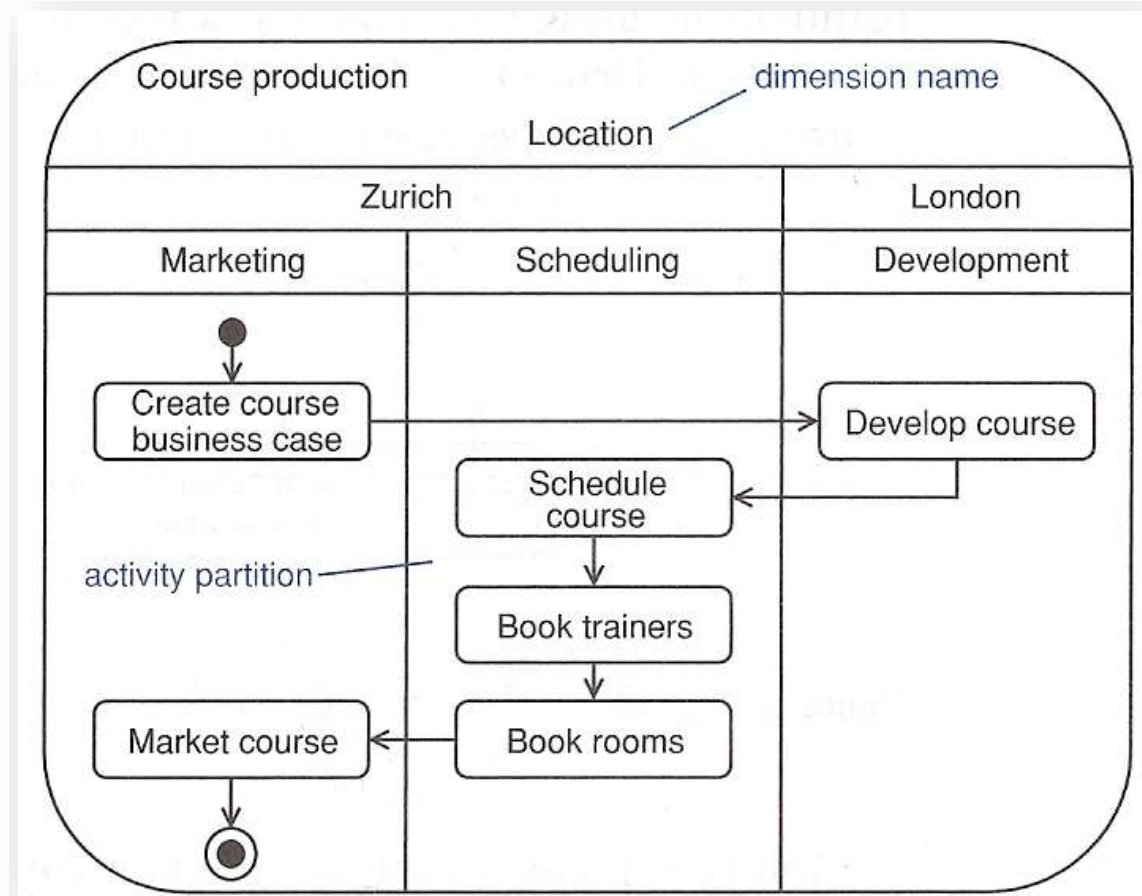 Course production
dimension name
Location
Zurich
London
Marketing
Scheduling
Development
Create course
business case
Develop course
Schedule
course
activity partition
Book trainers
Market course
Book rooms